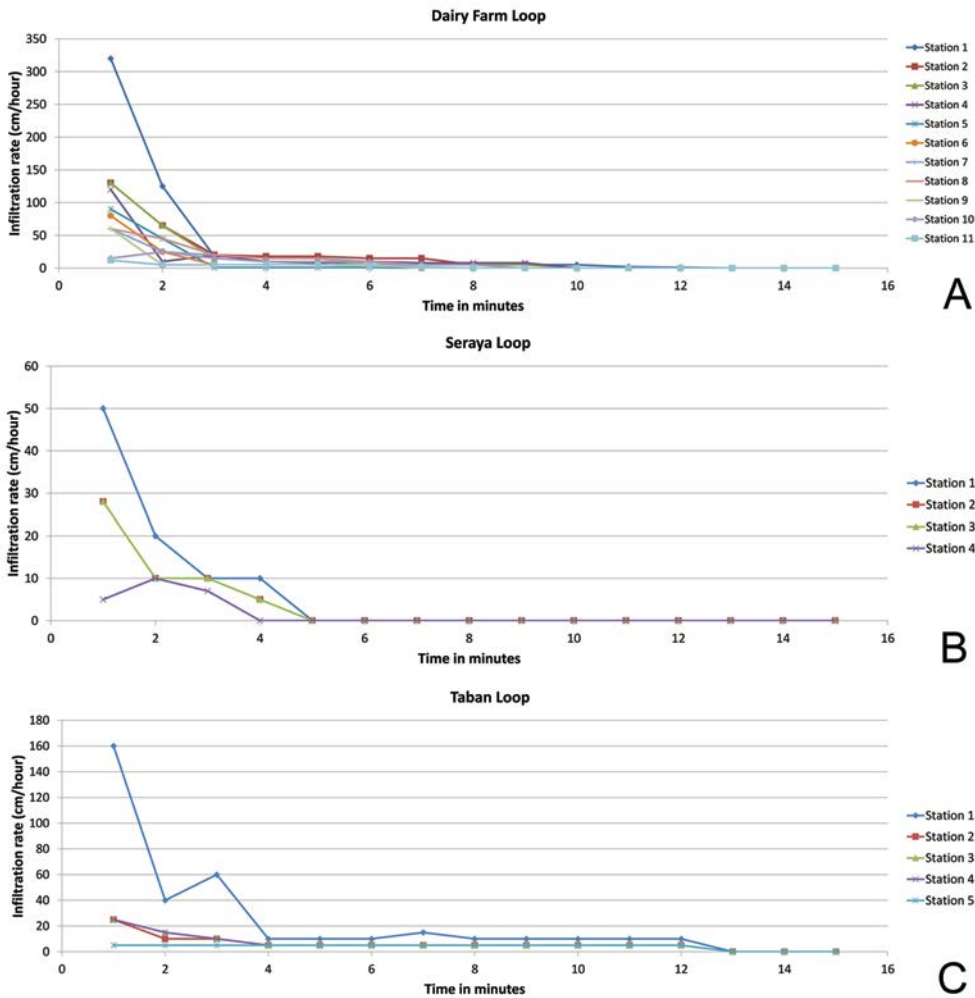 Dairy Farm Loop
Infiltration rate (cm/hour)
350
300
250
200
150
100
50
0
0 2 4 6 8 10 12 14 16
Time in minutes
Station 1
Station 2
Station 3
Station 4
Station 5
Station 6
Station 7
Station 8
Station 9
Station 10
Station 11
A
Seraya Loop
Infiltration rate (cm/hour)
60
50
40
30
20
10
0
0 2 4 6 8 10 12 14 16
Time in minutes
Station 1
Station 2
Station 3
Station 4
B
Taban Loop
Infiltration rate (cm/hour)
180
160
140
120
100
80
60
40
20
0
0 2 4 6 8 10 12 14 16
Time in minutes
Station 1
Station 2
Station 3
Station 4
Station 5
C